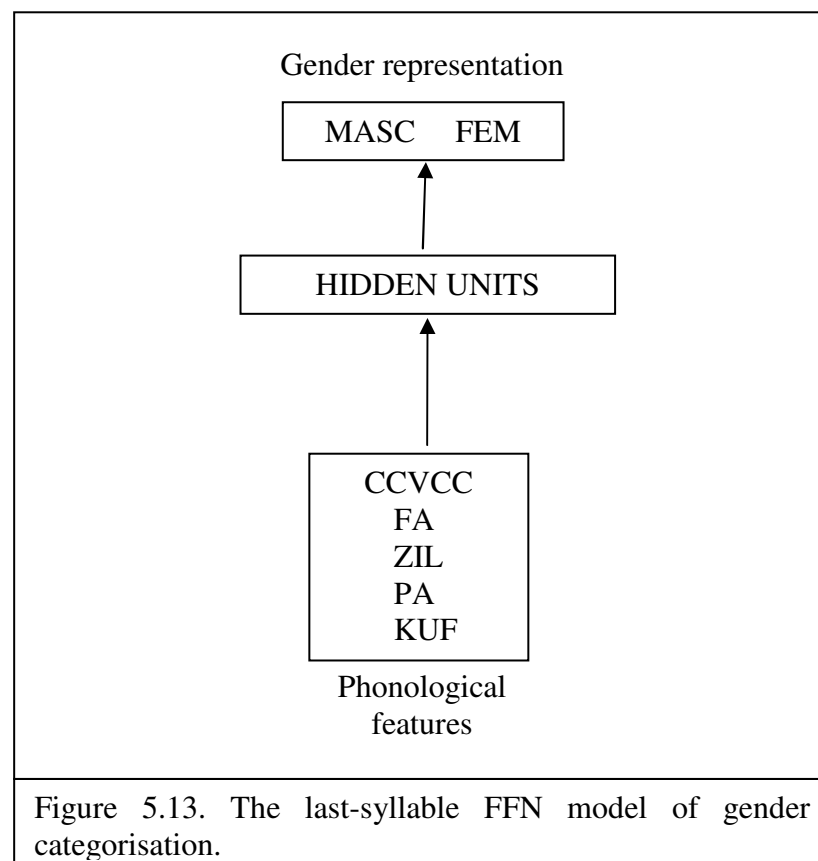 Gender representation
MASC FEM
HIDDEN UNITS
CCVCC
FA
ZIL
PA
KUF
Phonological
features
Figure 5.13. The last-syllable FFN model of gender
categorisation.